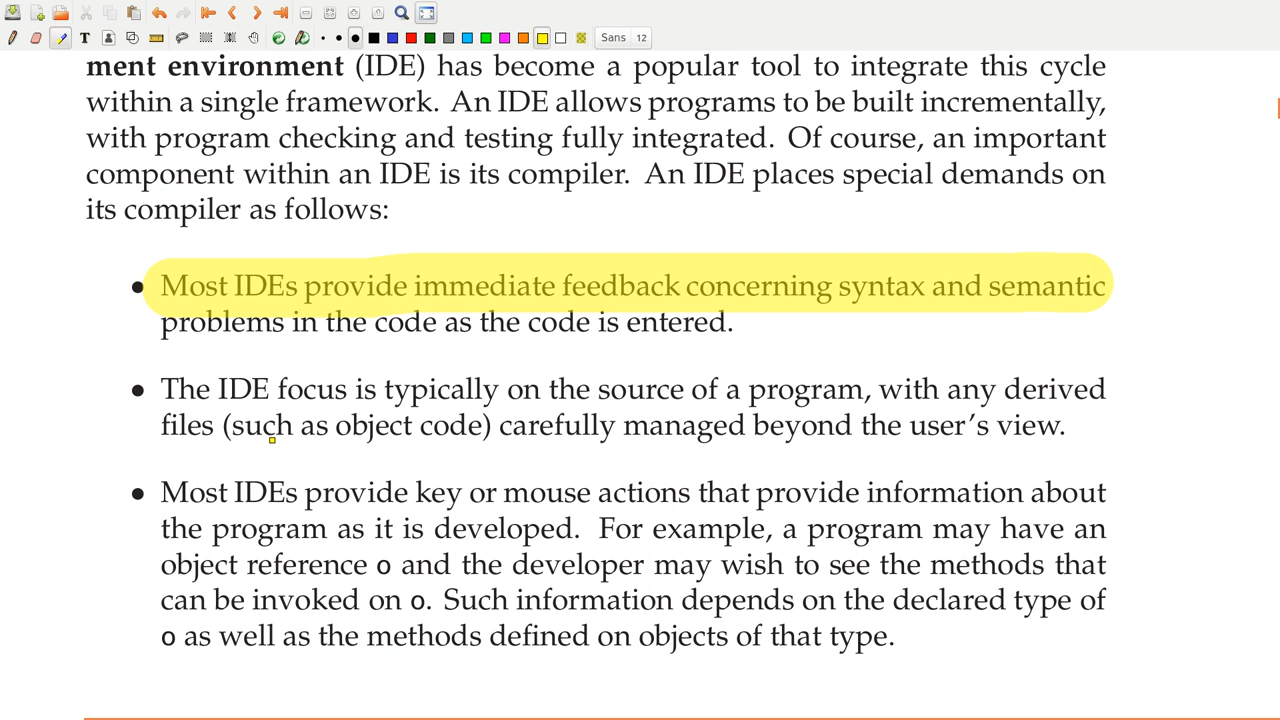 Sans 12
ment environment (IDE) has become a popular tool to integrate this cycle
within a single framework. An IDE allows programs to be built incrementally,
with program checking and testing fully integrated. Of course, an important
component within an IDE is its compiler. An IDE places special demands on
its compiler as follows:
• Most IDEs provide immediate feedback concerning syntax and semantic
problems in the code as the code is entered.
• The IDE focus is typically on the source of a program, with any derived
files (such as object code) carefully managed beyond the user’s view.
• Most IDEs provide key or mouse actions that provide information about
the program as it is developed. For example, a program may have an
object reference o and the developer may wish to see the methods that
can be invoked on o. Such information depends on the declared type of
o as well as the methods defined on objects of that type.